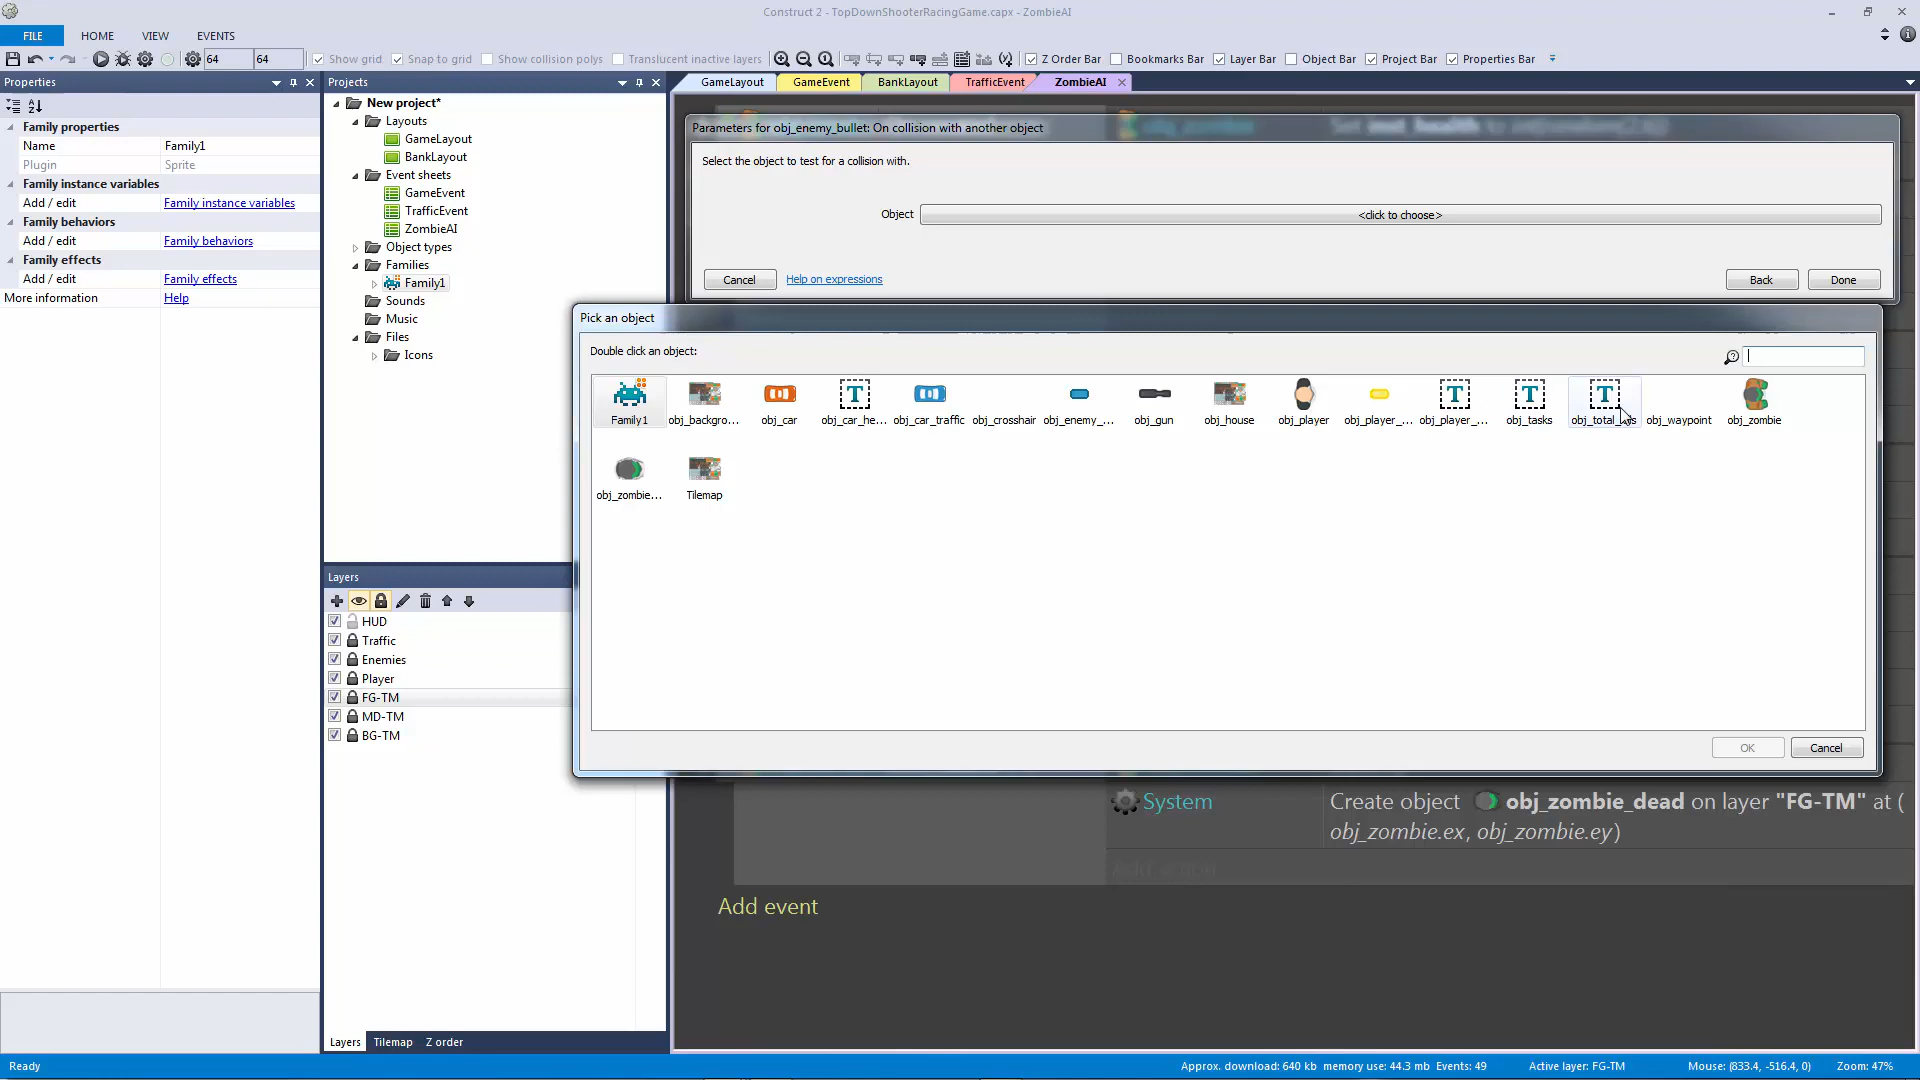 Construct 2 - TopDownShooterRacingGame.capx - ZombieAI
FILE HOME VIEW EVENTS
64 64 Show grid Snap to grid Show collision polys Translucent inactive layers Z Order Bar Bookmarks Bar Layer Bar Object Bar Project Bar Properties Bar
Properties
Family properties
Name Family1
Plugin Sprite
Family instance variables
Add / edit Family instance variables
Family behaviors
Add / edit Family behaviors
Family effects
Add / edit Family effects
More information Help
Projects
New project*
Layouts
GameLayout
BankLayout
Event sheets
GameEvent
TrafficEvent
ZombieAI
Object types
Families
Family1
Sounds
Music
Files
Icons
Layers
HUD
Traffic
Enemies
Player
FG-TM
MD-TM
BG-TM
Layers Tilemap Z order
GameLayout GameEvent BankLayout TrafficEvent ZombieAI
Parameters for obj_enemy_bullet: On collision with another object
Select the object to test for a collision with.
Object <click to choose>
Cancel Help on expressions Back Done
Pick an object
Double click an object:
Family1 obj_backgro... obj_car obj_car_he... obj_car_traffic obj_crosshair obj_enemy_... obj_gun obj_house obj_player obj_player_... obj_player_... obj_tasks obj_waypoint obj_zombie
obj_zombie... Tilemap
OK Cancel
System Create object obj_zombie_dead on layer "FG-TM" at (
obj_zombie.ex, obj_zombie.ey)
Add event
Ready Approx. download: 640 kb memory use: 44.3 mb Events: 49 Active layer: FG-TM Mouse: (833.4, -516.4, 0) Zoom: 47%